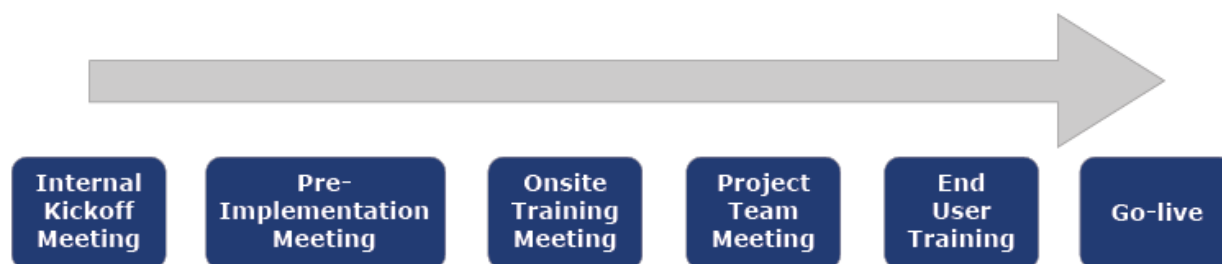 Internal
Kickoff
Meeting
Pre-
Implementation
Meeting
Onsite
Training
Meeting
Project
Team
Meeting
End
User
Training
Go-live